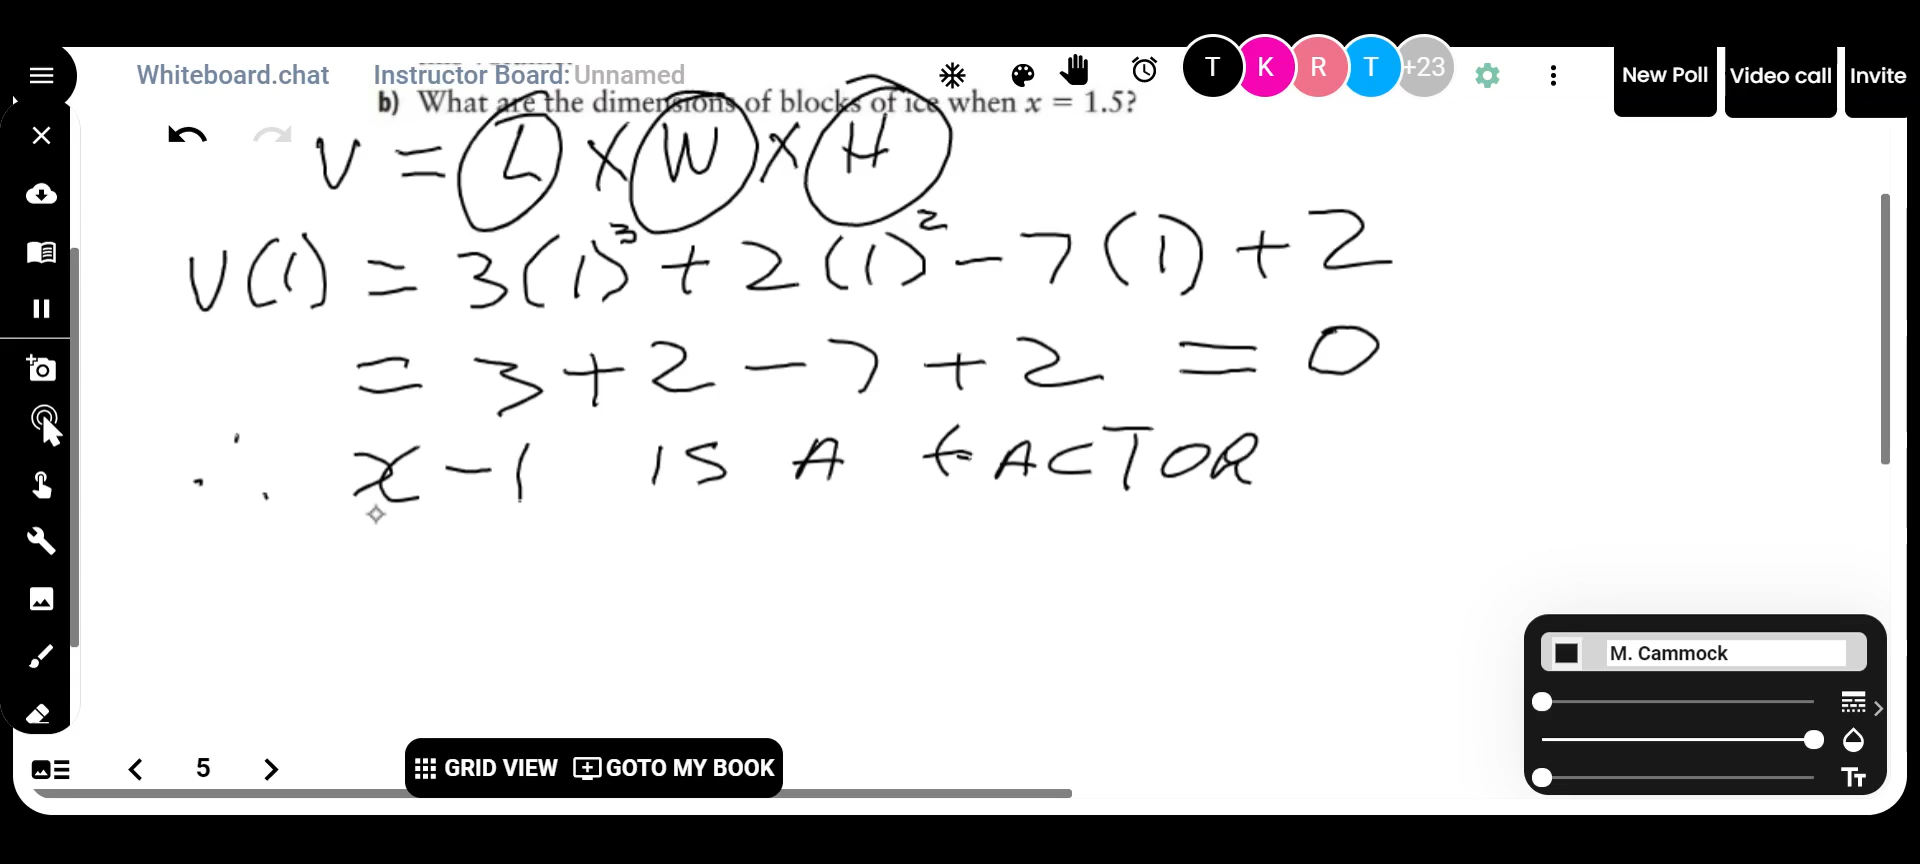 Whiteboard.chat Instructor Board: Unnamed
T K R T +23
New Poll Video call Invite
b) What are the dimensions of blocks of ice when x = 1.5?
V = L × W × H
V(1) = 3(1)³ + 2(1)² - 7(1) + 2
= 3 + 2 - 7 + 2 = 0
∴ x - 1 IS A FACTOR
M. Cammock
TT
5
GRID VIEW GOTO MY BOOK